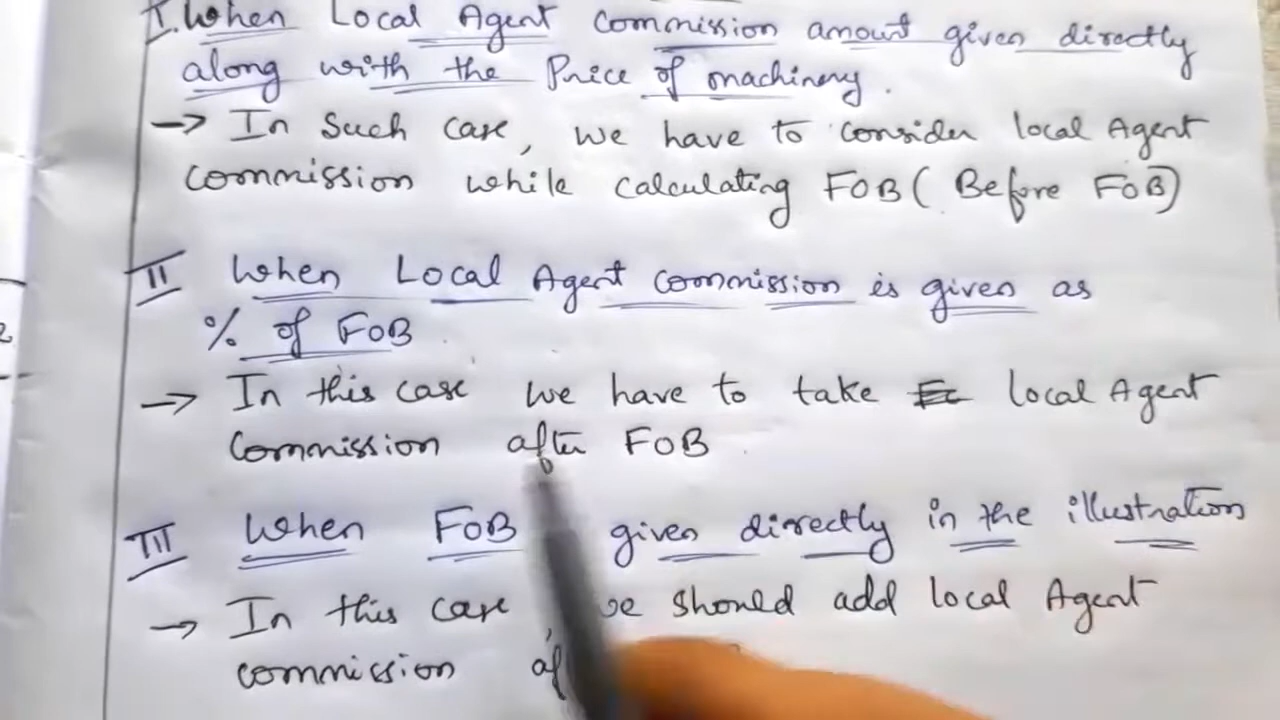 I. When Local Agent Commission amount given directly
along with the Price of machinery.
→ In Such case, we have to consider local Agent
Commission while calculating FOB ( Before FOB)
II When Local Agent commission is given as
% of FOB
→ In this case we have to take local Agent
Commission after FOB
III When FOB given directly in the illustration
→ In this case, we should add local Agent
commission